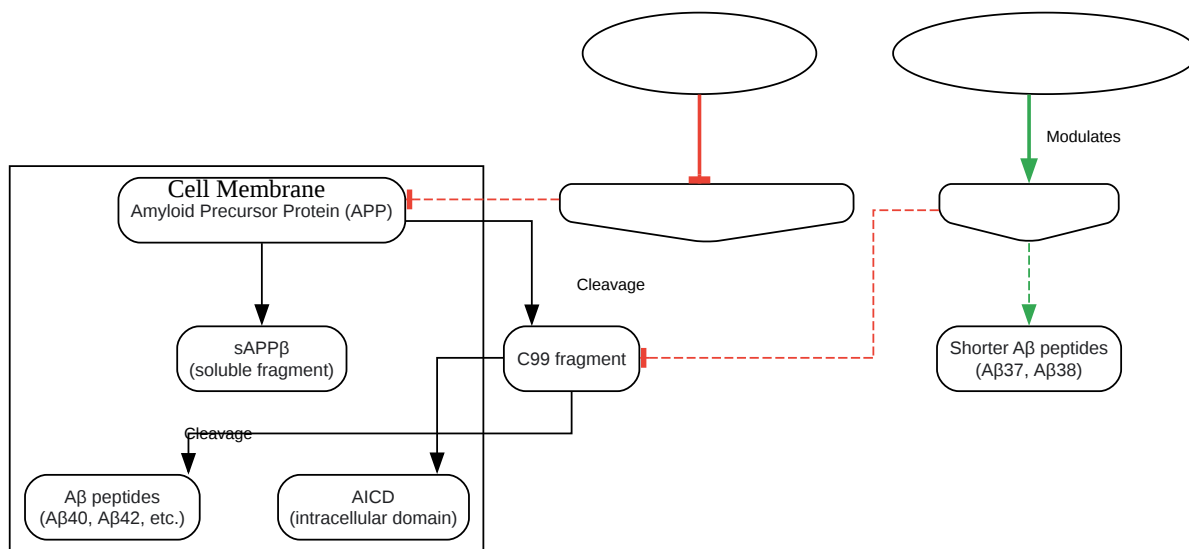 Modulates
Cell Membrane
Amyloid Precursor Protein (APP)
Cleavage
sAPPβ
(soluble fragment)
C99 fragment
Shorter Aβ peptides
(Aβ37, Aβ38)
Cleavage
Aβ peptides
(Aβ40, Aβ42, etc.)
AICD
(intracellular domain)